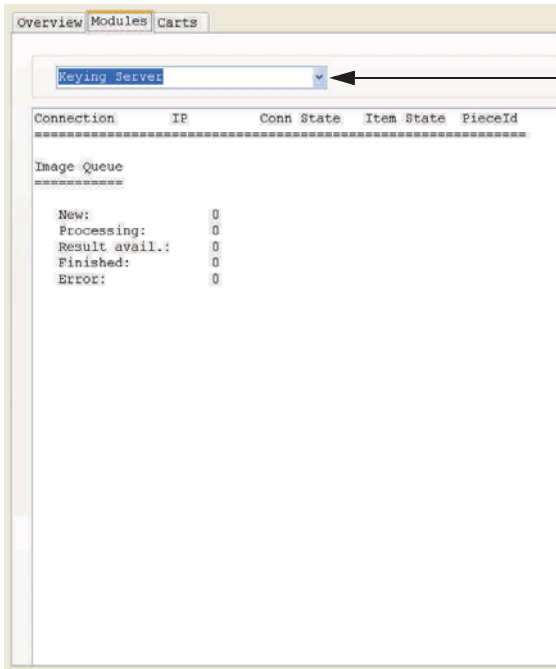 Overview Modules Carts
Keying Server
Connection IP Conn State Item State PieceId
=============================================================
Image Queue
===========
New: 0
Processing: 0
Result avail.: 0
Finished: 0
Error: 0